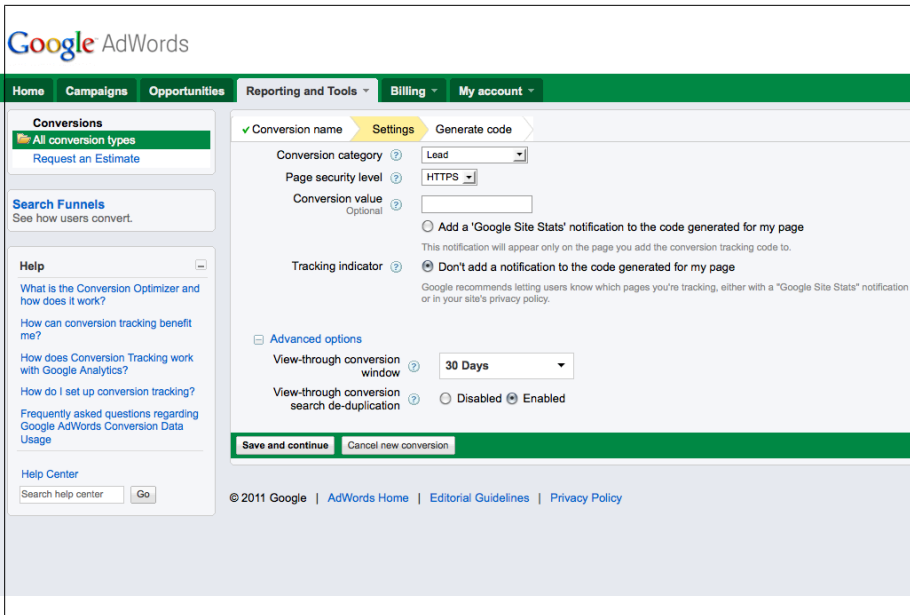 Google AdWords
Home Campaigns Opportunities Reporting and Tools Billing My account
Conversions
All conversion types
Request an Estimate
Search Funnels
See how users convert.
Help
What is the Conversion Optimizer and
how does it work?
How can conversion tracking benefit
me?
How does Conversion Tracking work
with Google Analytics?
How do I set up conversion tracking?
Frequently asked questions regarding
Google AdWords Conversion Data
Usage
Help Center
Search help center Go
Conversion name Settings Generate code
Conversion category ? Lead
Page security level ? HTTPS
Conversion value ?
Optional
Add a 'Google Site Stats' notification to the code generated for my page
This notification will appear only on the page you add the conversion tracking code to.
Tracking indicator ? Don't add a notification to the code generated for my page
Google recommends letting users know which pages you're tracking, either with a "Google Site Stats" notification
or in your site's privacy policy.
Advanced options
View-through conversion
window ? 30 Days
View-through conversion
search de-duplication ? Disabled Enabled
Save and continue Cancel new conversion
© 2011 Google | AdWords Home | Editorial Guidelines | Privacy Policy